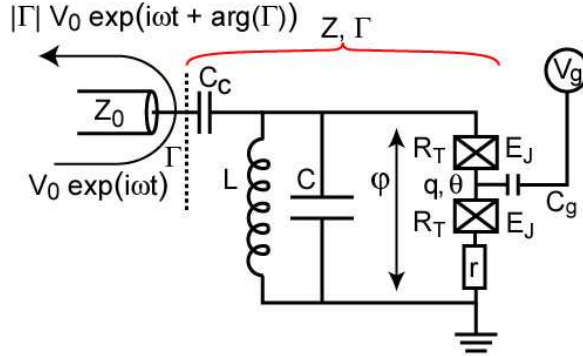 |Γ| V₀ exp(iωt + arg(Γ))
Z, Γ
C_C
V_g
Z₀
Γ
V₀ exp(iωt)
L
C
φ
R_T
E_J
q, θ
C_g
R_T
E_J
r